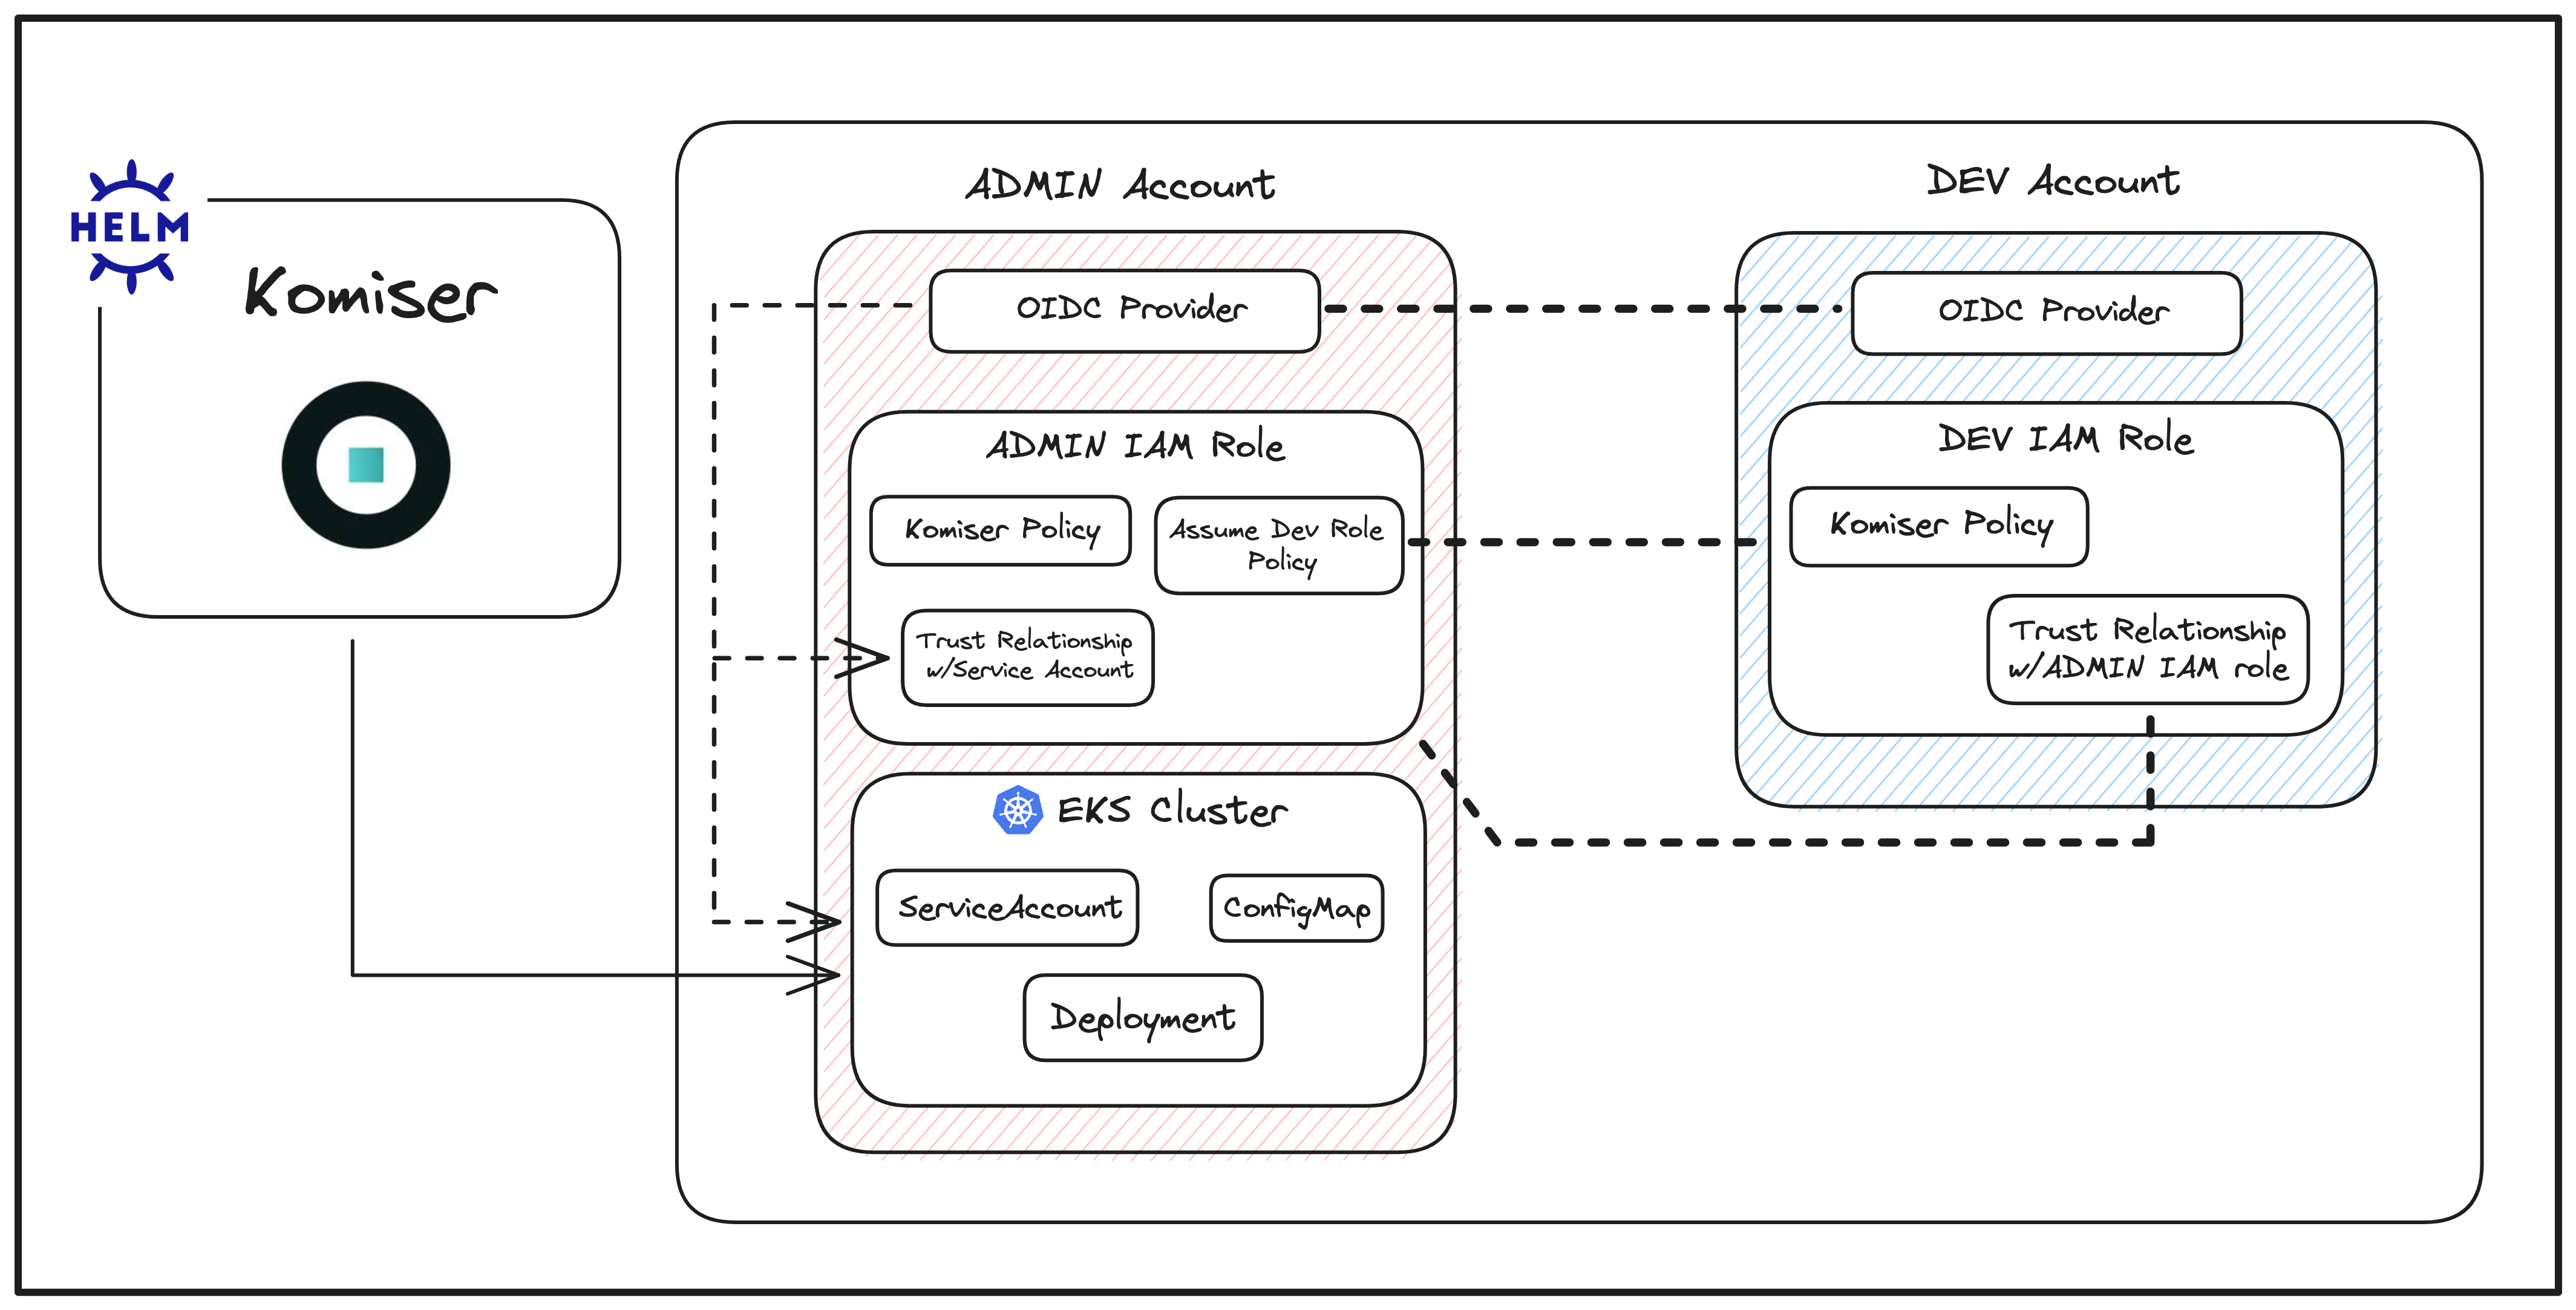 HELM
Komiser
ADMIN Account
OIDC Provider
ADMIN IAM Role
Komiser Policy
Assume Dev Role
Policy
Trust Relationship
w/Service Account
EKS Cluster
ServiceAccount
ConfigMap
Deployment
DEV Account
OIDC Provider
DEV IAM Role
Komiser Policy
Trust Relationship
w/ADMIN IAM role